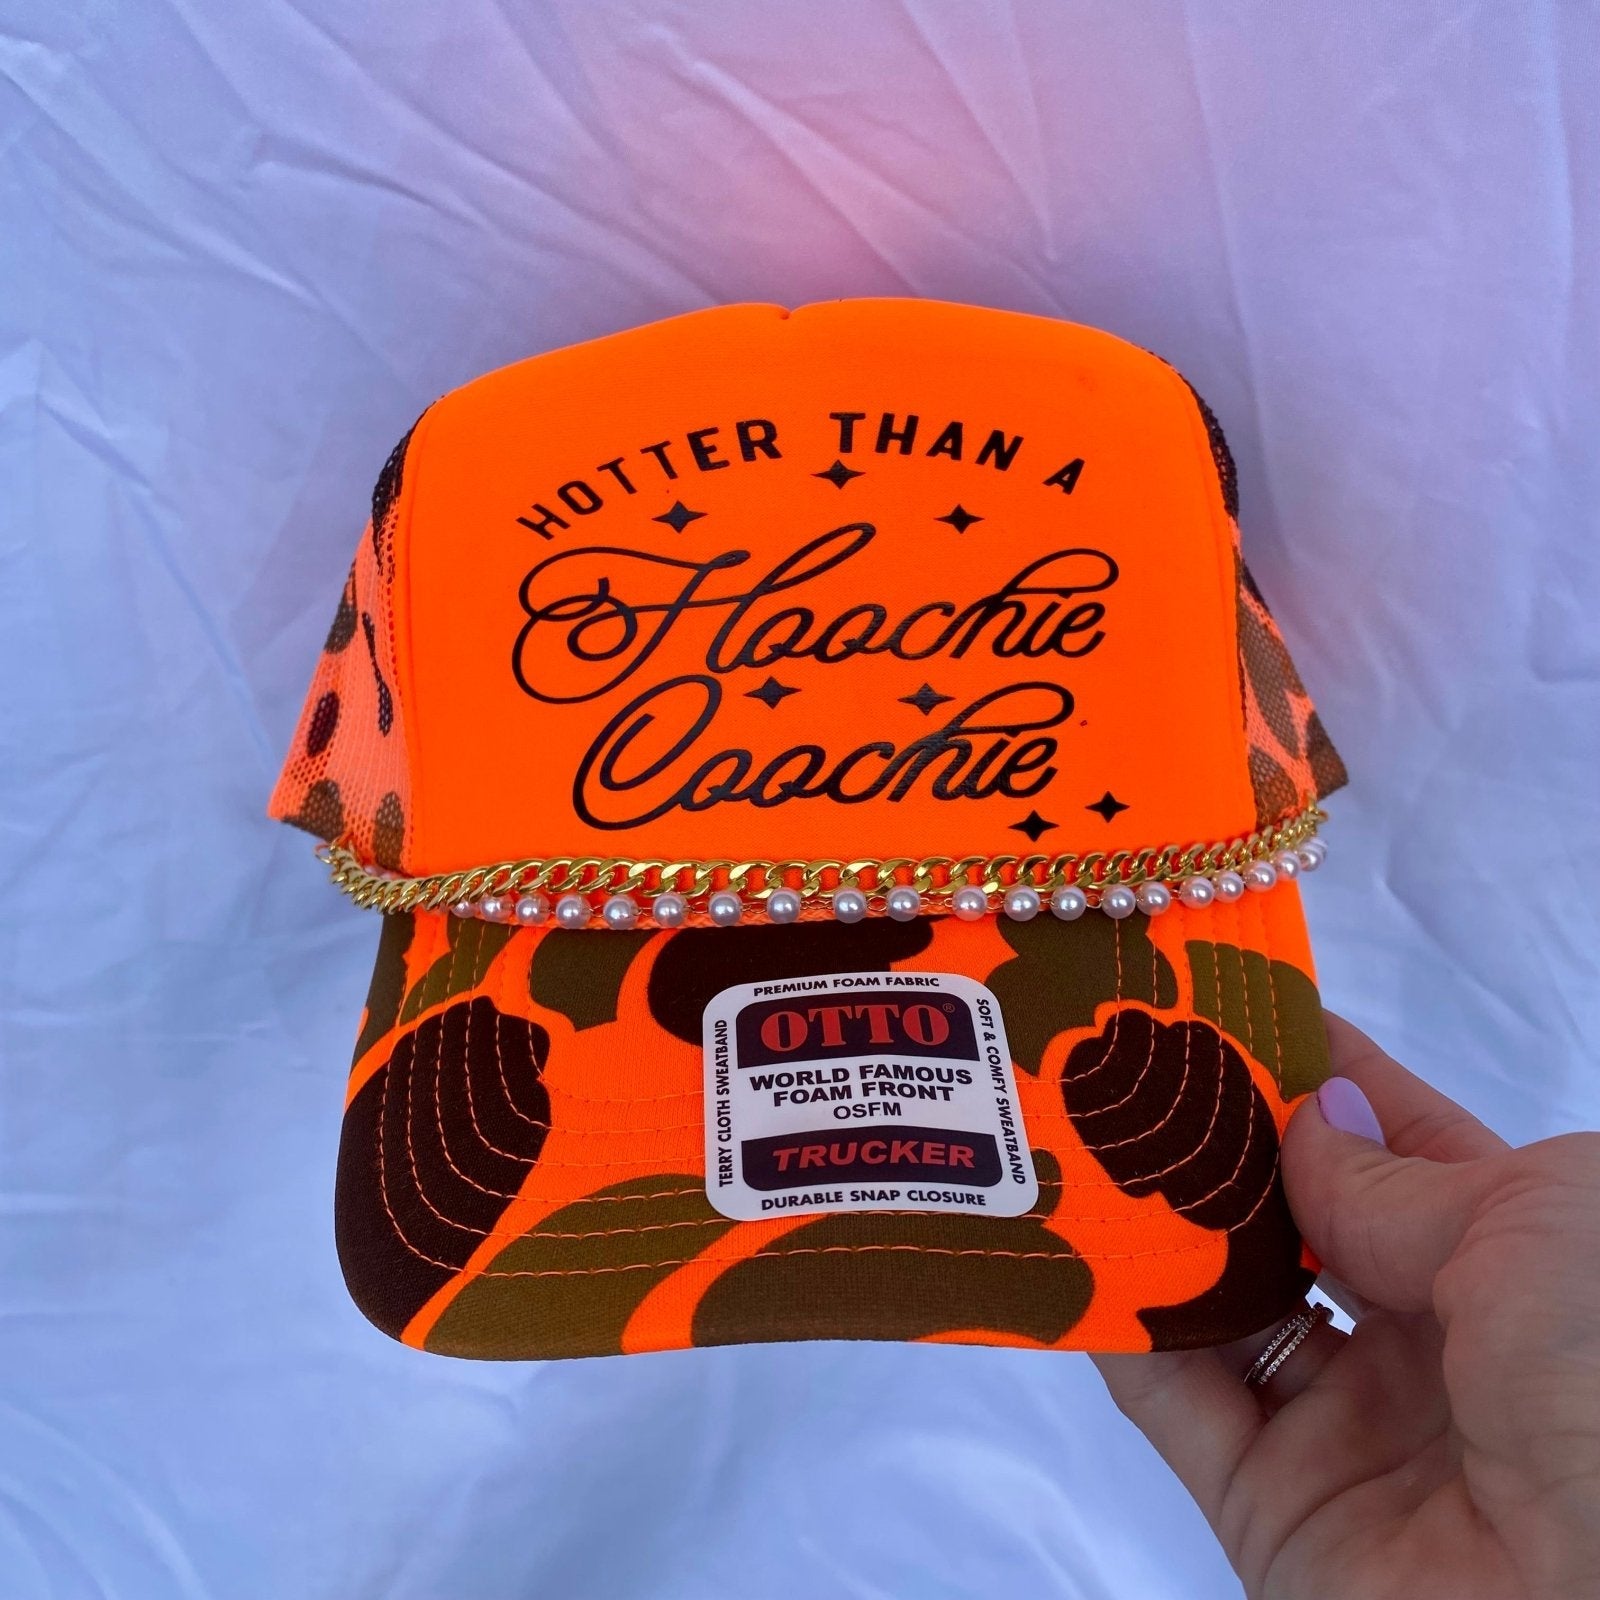 HOTTER THAN A
Hoochie
Coochie
PREMIUM FOAM FABRIC
OTTO®
WORLD FAMOUS
FOAM FRONT
OSFM
TRUCKER
DURABLE SNAP CLOSURE
TERRY CLOTH SWEATBAND
SOFT & COMFY SWEATBAND